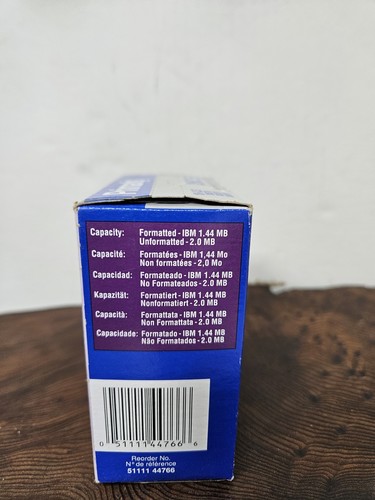 Capacity: Formatted - IBM 1.44 MB
Unformatted - 2.0 MB
Capacité: Formatées - IBM 1,44 Mo
Non formatées - 2,0 Mo
Capacidad: Formateado - IBM 1.44 MB
No Formateados - 2.0 MB
Kapazität: Formatiert - IBM 1.44 MB
Nonformatiert - 2.0 MB
Capacità: Formattata - IBM 1.44 MB
Non Formattata - 2.0 MB
Capacidade: Formatado - IBM 1.44 MB
Não Formatados - 2.0 MB
0 51111 44766 6
Reorder No.
N° de référence
51111 44766